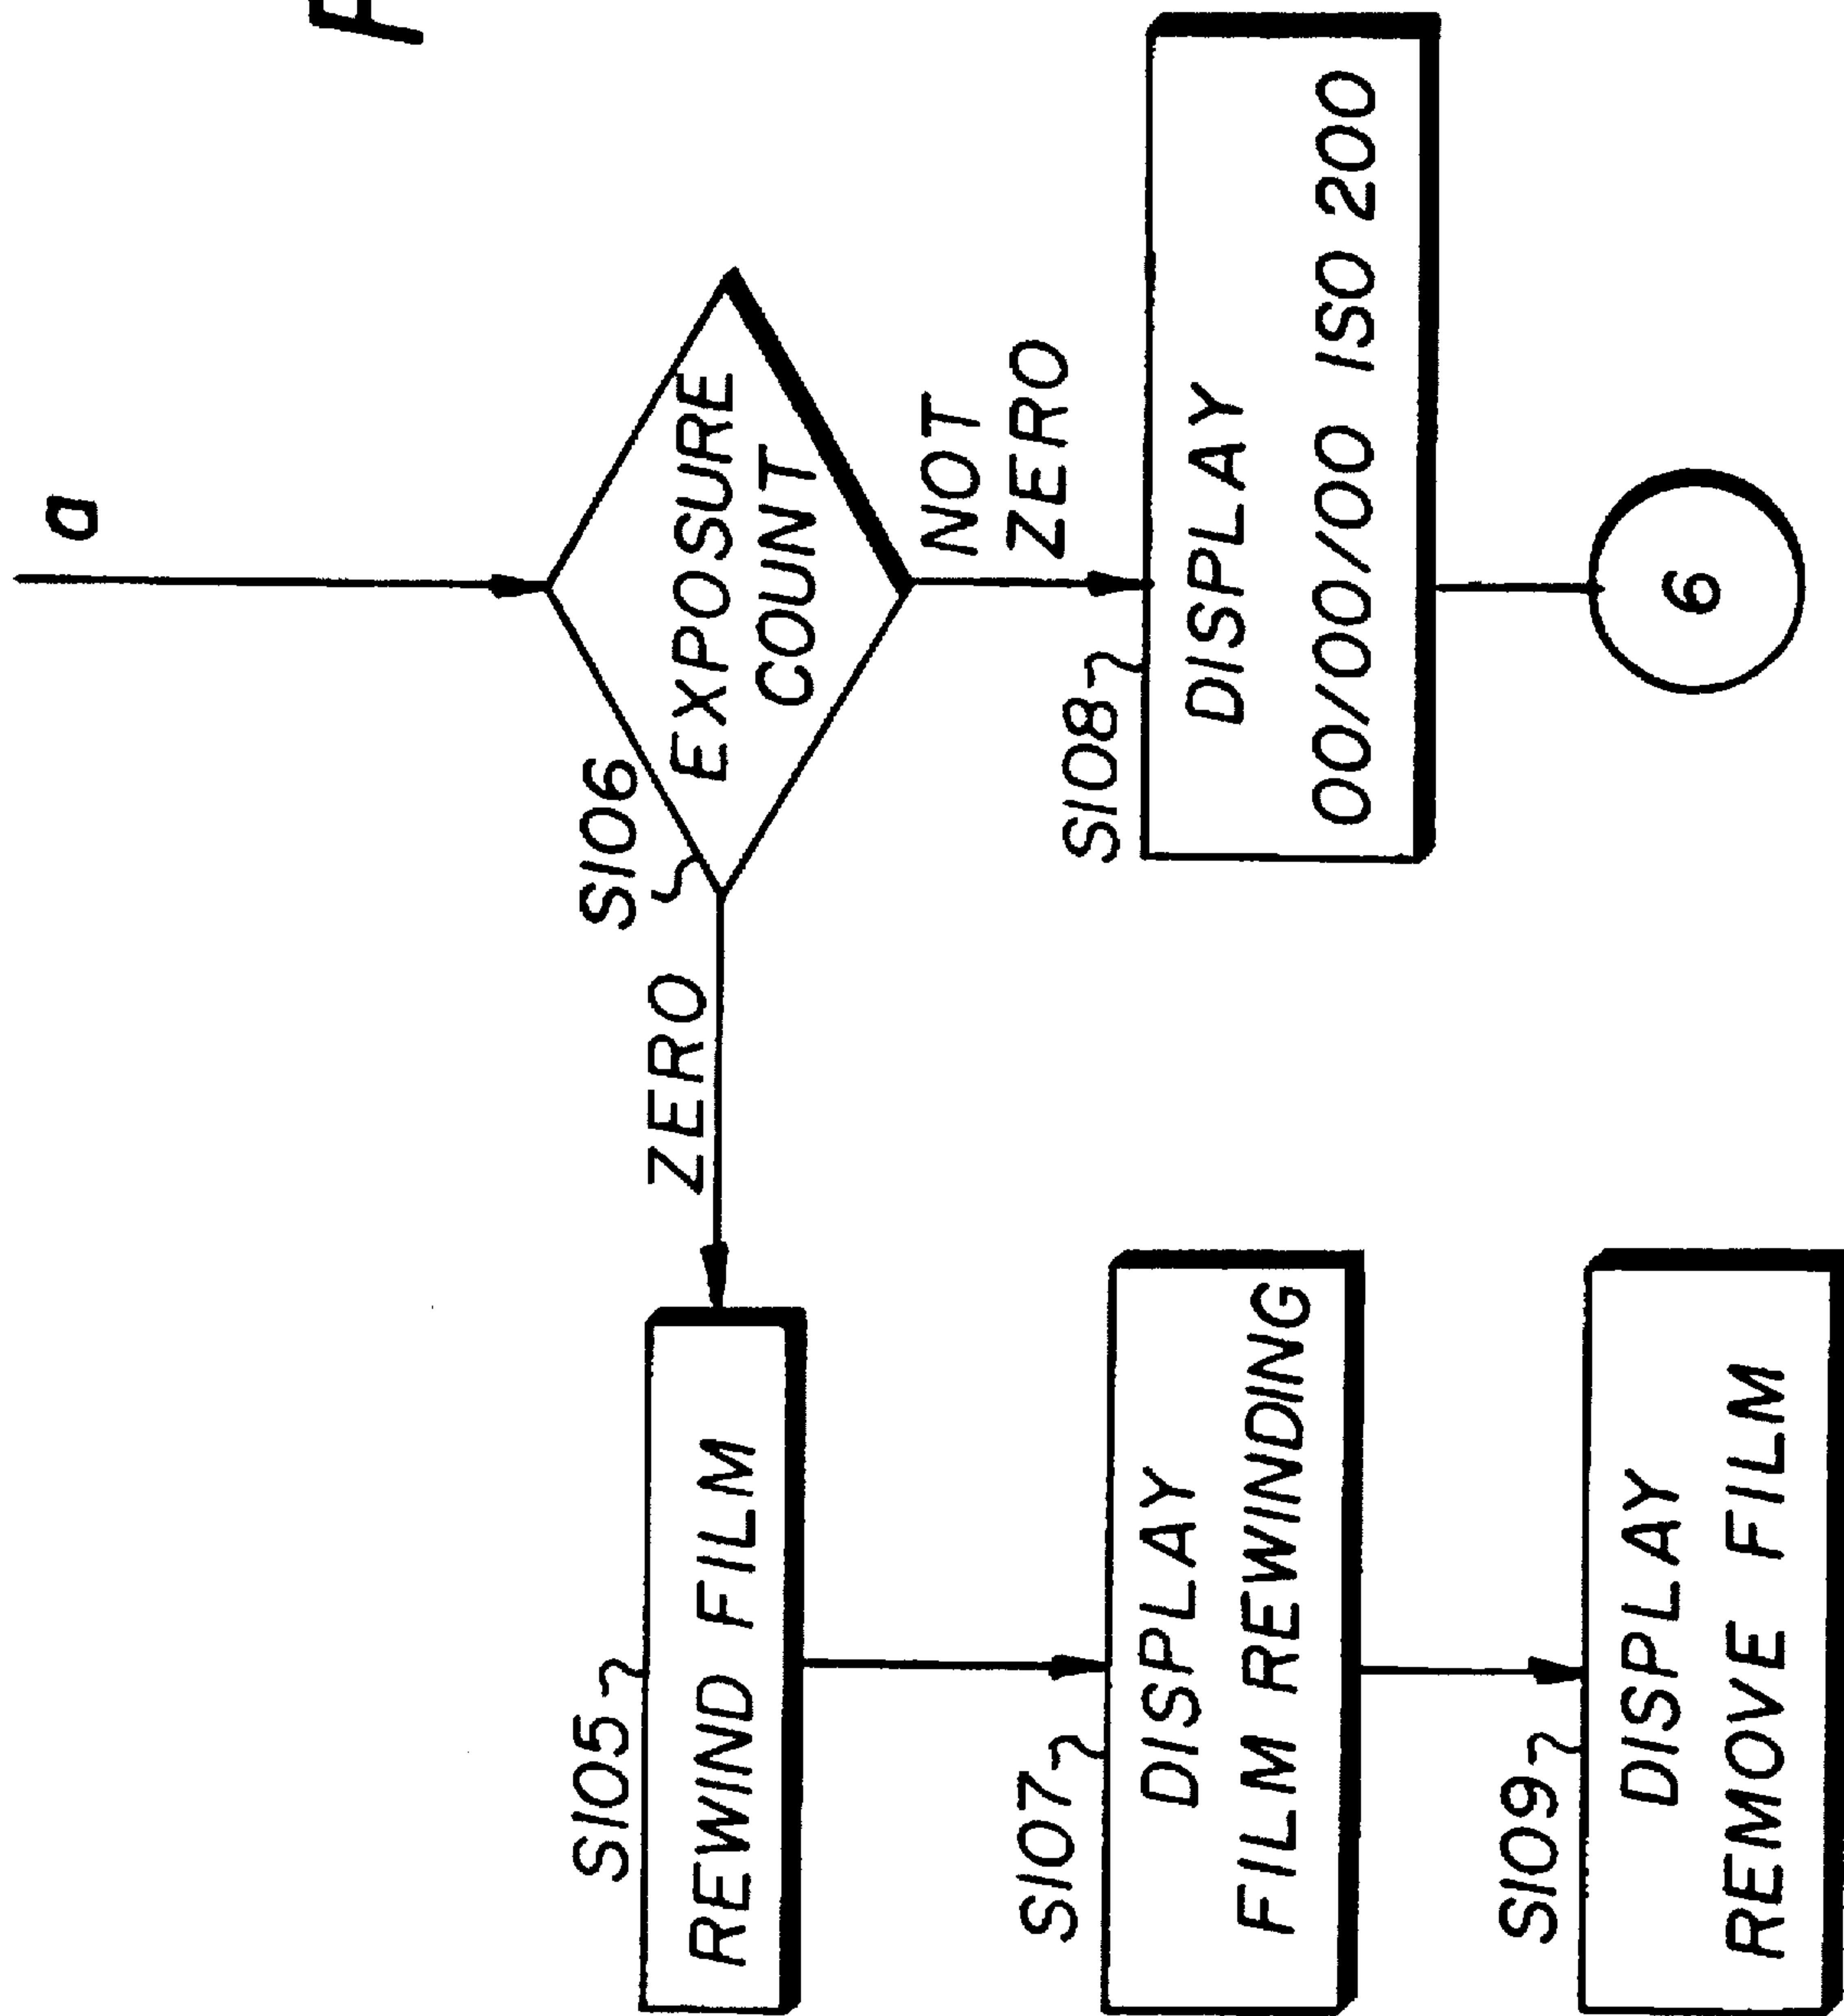 a
S105
S106
REWIND FILM
ZERO
EXPOSURE
COUNT
NOT
ZERO
S107
DISPLAY
FILM REWINDING
S108
DISPLAY
00/00/00 ISO 200
S109
DISPLAY
REMOVE FILM
6